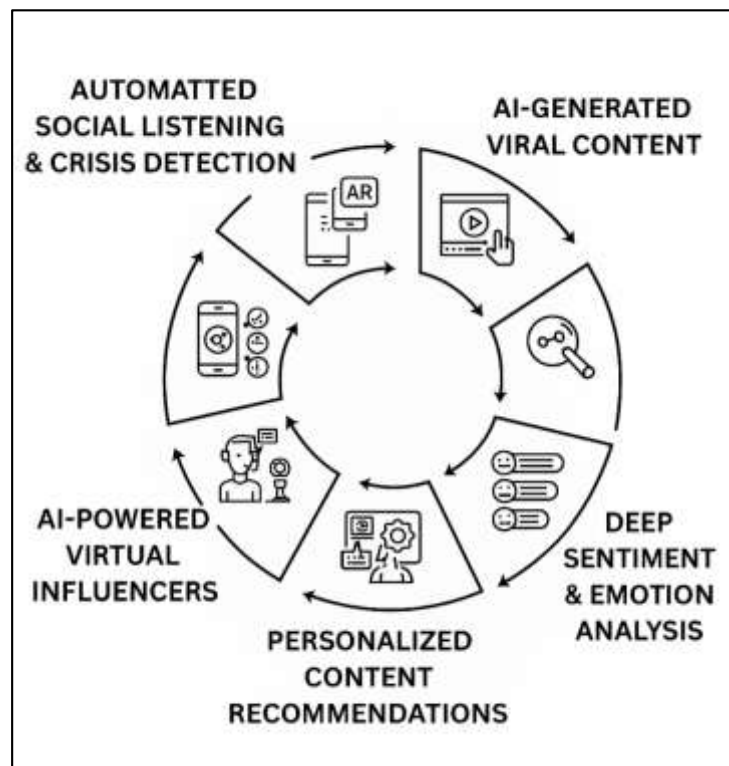 AUTOMATTED
SOCIAL LISTENING
& CRISIS DETECTION
AR
AI-GENERATED
VIRAL CONTENT
DEEP
SENTIMENT
& EMOTION
ANALYSIS
PERSONALIZED
CONTENT
RECOMMENDATIONS
AI-POWERED
VIRTUAL
INFLUENCERS